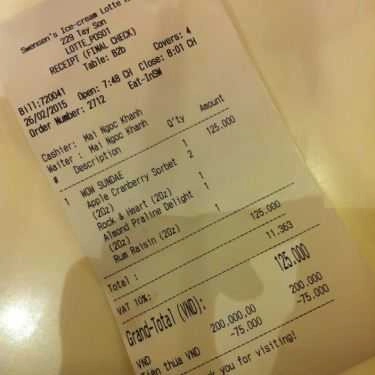 Swensen's Ice-cream Lotte
229 Tay Son
LOTTE_POS01
RECEIPT (FINAL CHECK)
Table: B2b
Bill:720041
Covers: 4
26/02/2015 Open: 7:48 CH Close: 8:01 CH
Order Number: 2712 Eat-In
Cashier: Mai Ngoc Khanh
Waiter : Mai Ngoc Khanh
# Description Q'ty Amount
1 WOW SUNDAE 1 125.000
Apple Cranberry Sorbet 2
(2oz)
Rock & Heart (2oz) 1
Almond Praline Delight 1
(2oz)
Rum Raisin (2oz) 1
Total : 125.000
VAT 10%: 11.363
Grand-Total (VND): 125.000
VND 200.000,00 200.000
Tien thua VND -75.000 -75.000
you for visiting!